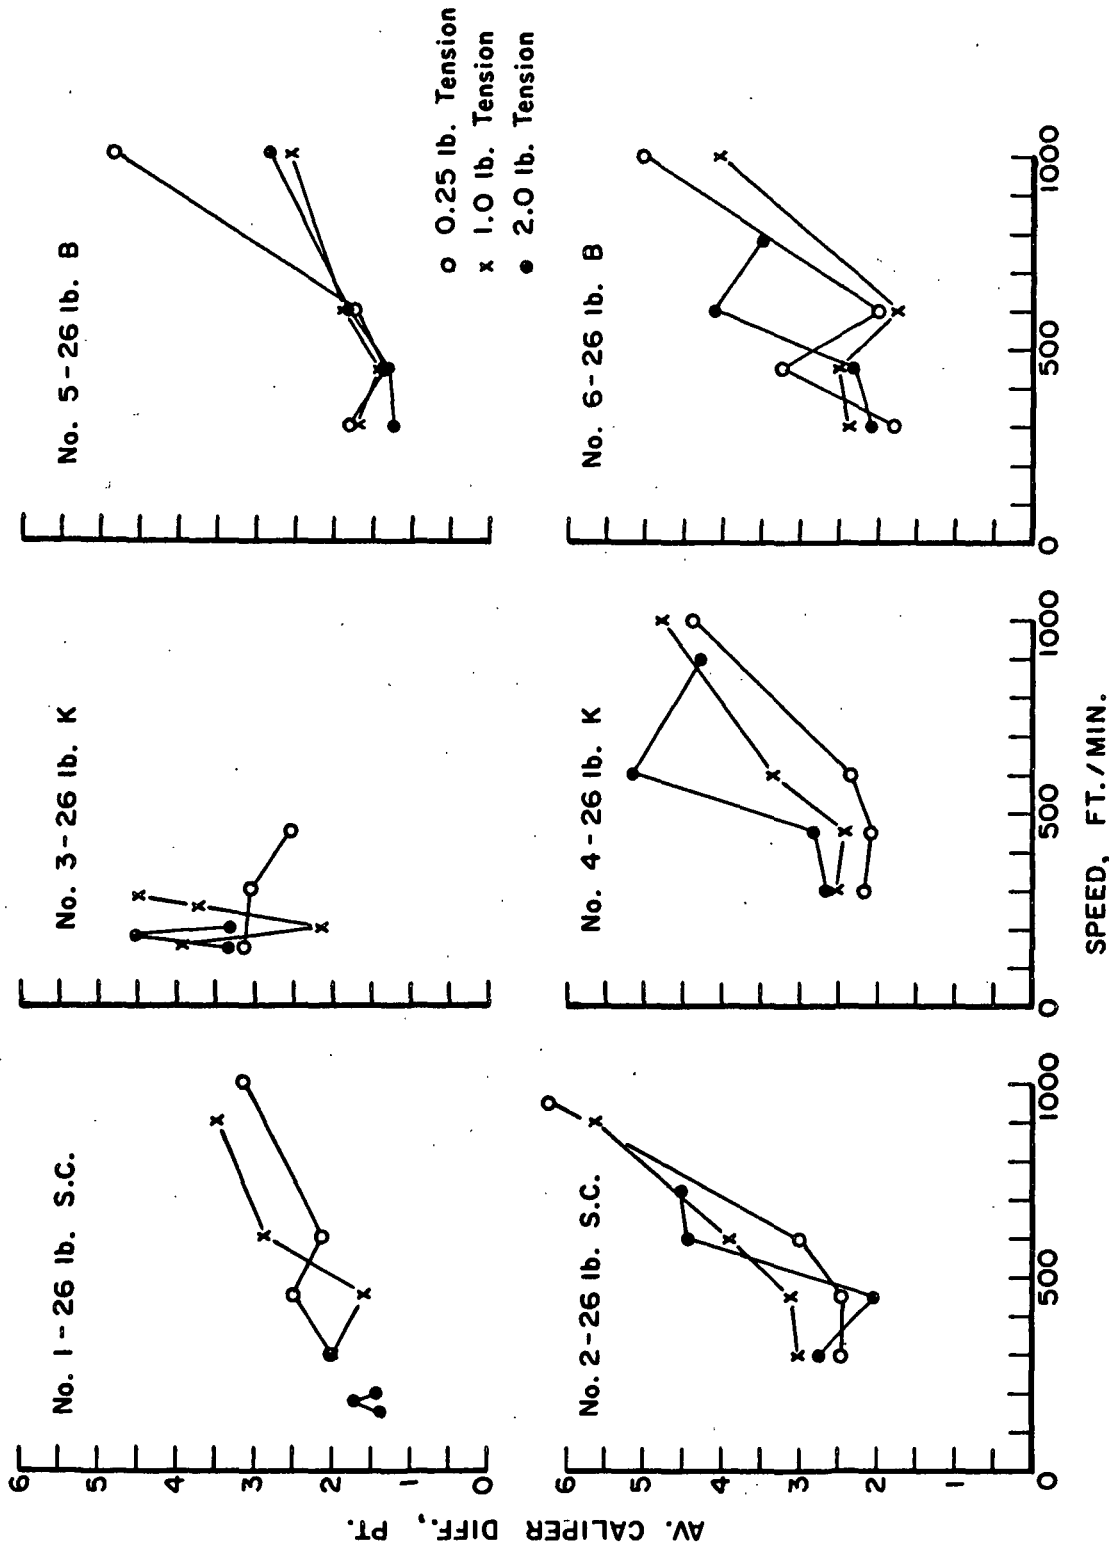 No. 1-26 lb. S.C.
No. 3-26 lb. K
No. 5-26 lb. B
6
5
4
3
2
1
0
O 0.25 lb. Tension
x 1.0 lb. Tension
● 2.0 lb. Tension
No. 2-26 lb. S.C.
No. 4-26 lb. K
No. 6-26 lb. B
6
5
4
3
2
1
0
0 500 1000
0 500 1000
0 500 1000
AV. CALIPER DIFF., PT.
SPEED, FT./MIN.